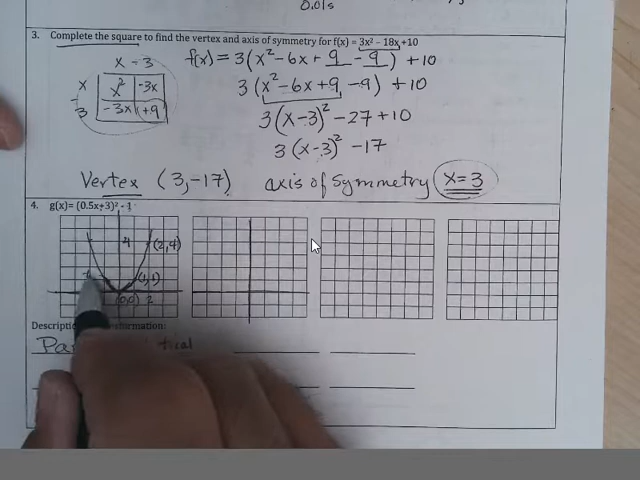 0.01s
3. Complete the square to find the vertex and axis of symmetry for f(x) = 3x² – 18x +10
x - 3
f(x) = 3(x² - 6x + 9 - 9) + 10
x x² -3x
-3 -3x +9
3(x² - 6x + 9 - 9) + 10
3(x-3)² - 27 + 10
3(x-3)² - 17
Vertex (3, -17) axis of Symmetry x = 3
4. g(x)= (0.5x+3)² -
4 (2,4)
(1,1)
(0,0) 2